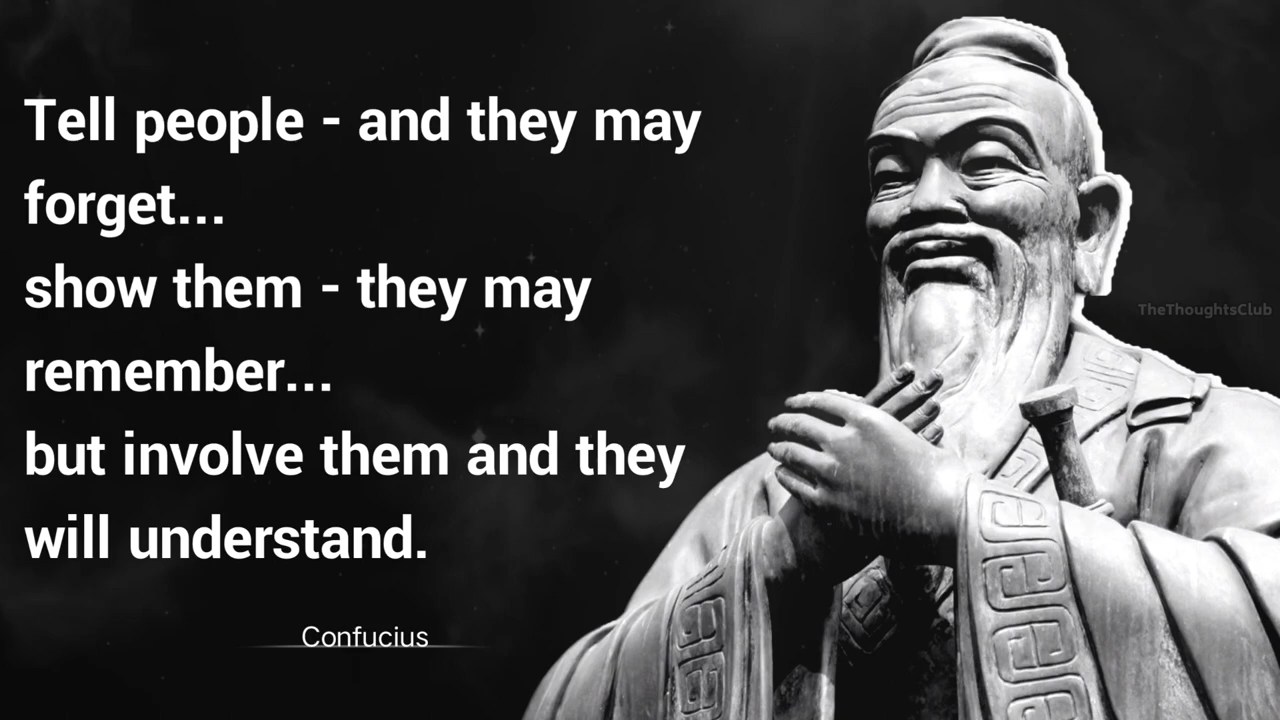 Tell people - and they may
forget...
show them - they may
remember...
but involve them and they
will understand.
Confucius
TheThoughtsClub